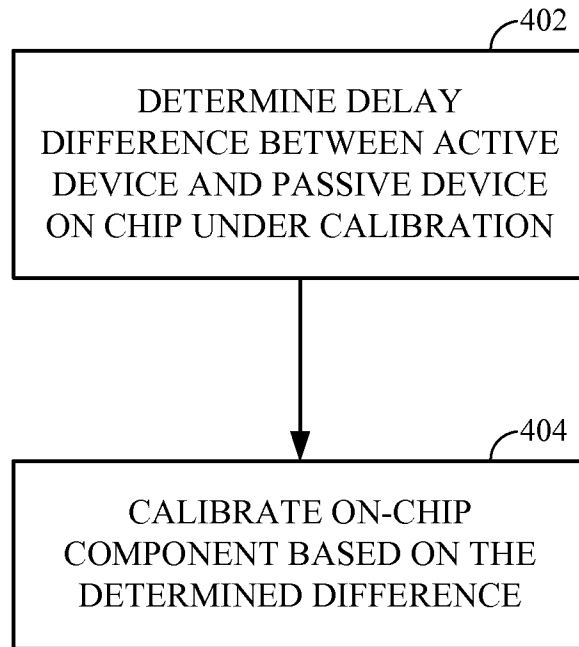 402
DETERMINE DELAY
DIFFERENCE BETWEEN ACTIVE
DEVICE AND PASSIVE DEVICE
ON CHIP UNDER CALIBRATION
404
CALIBRATE ON-CHIP
COMPONENT BASED ON THE
DETERMINED DIFFERENCE